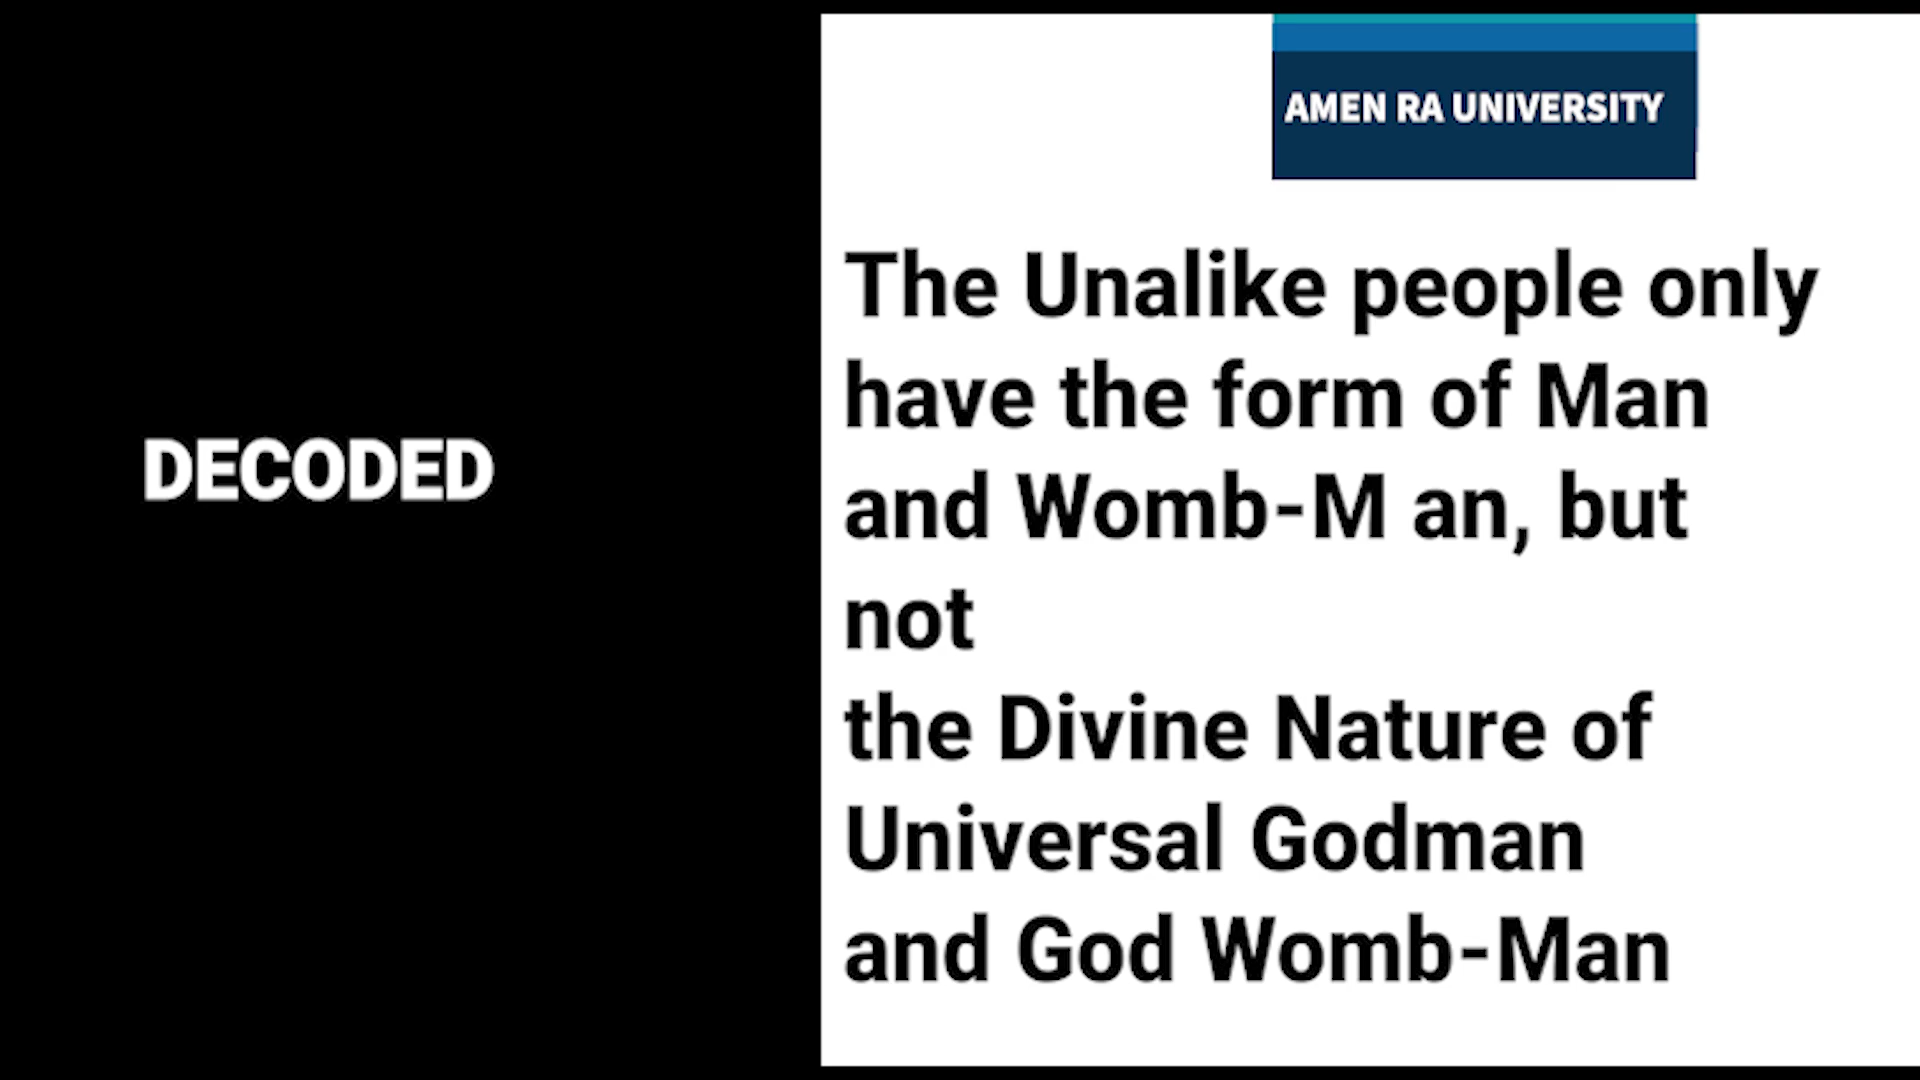 AMEN RA UNIVERSITY
DECODED
The Unalike people only
have the form of Man
and Womb-M an, but
not
the Divine Nature of
Universal Godman
and God Womb-Man